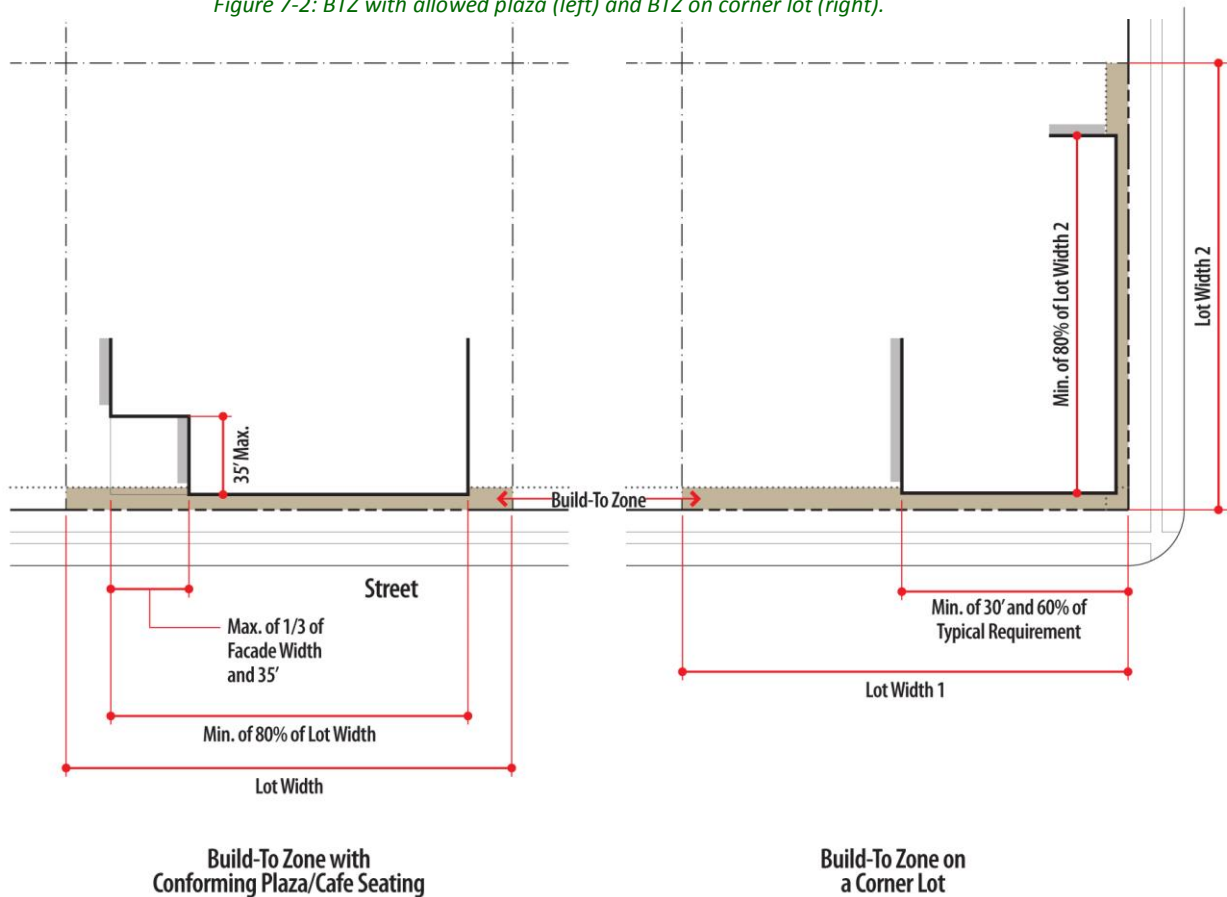 Figure 7-2: BTZ with allowed plaza (left) and BTZ on corner lot (right).
35' Max.
Street
Max. of 1/3 of
Facade Width
and 35'
Min. of 80% of Lot Width
Lot Width
Build-To Zone with
Conforming Plaza/Cafe Seating
Build-To Zone
Min. of 80% of Lot Width 2
Lot Width 2
Min. of 30' and 60% of
Typical Requirement
Lot Width 1
Build-To Zone on
a Corner Lot